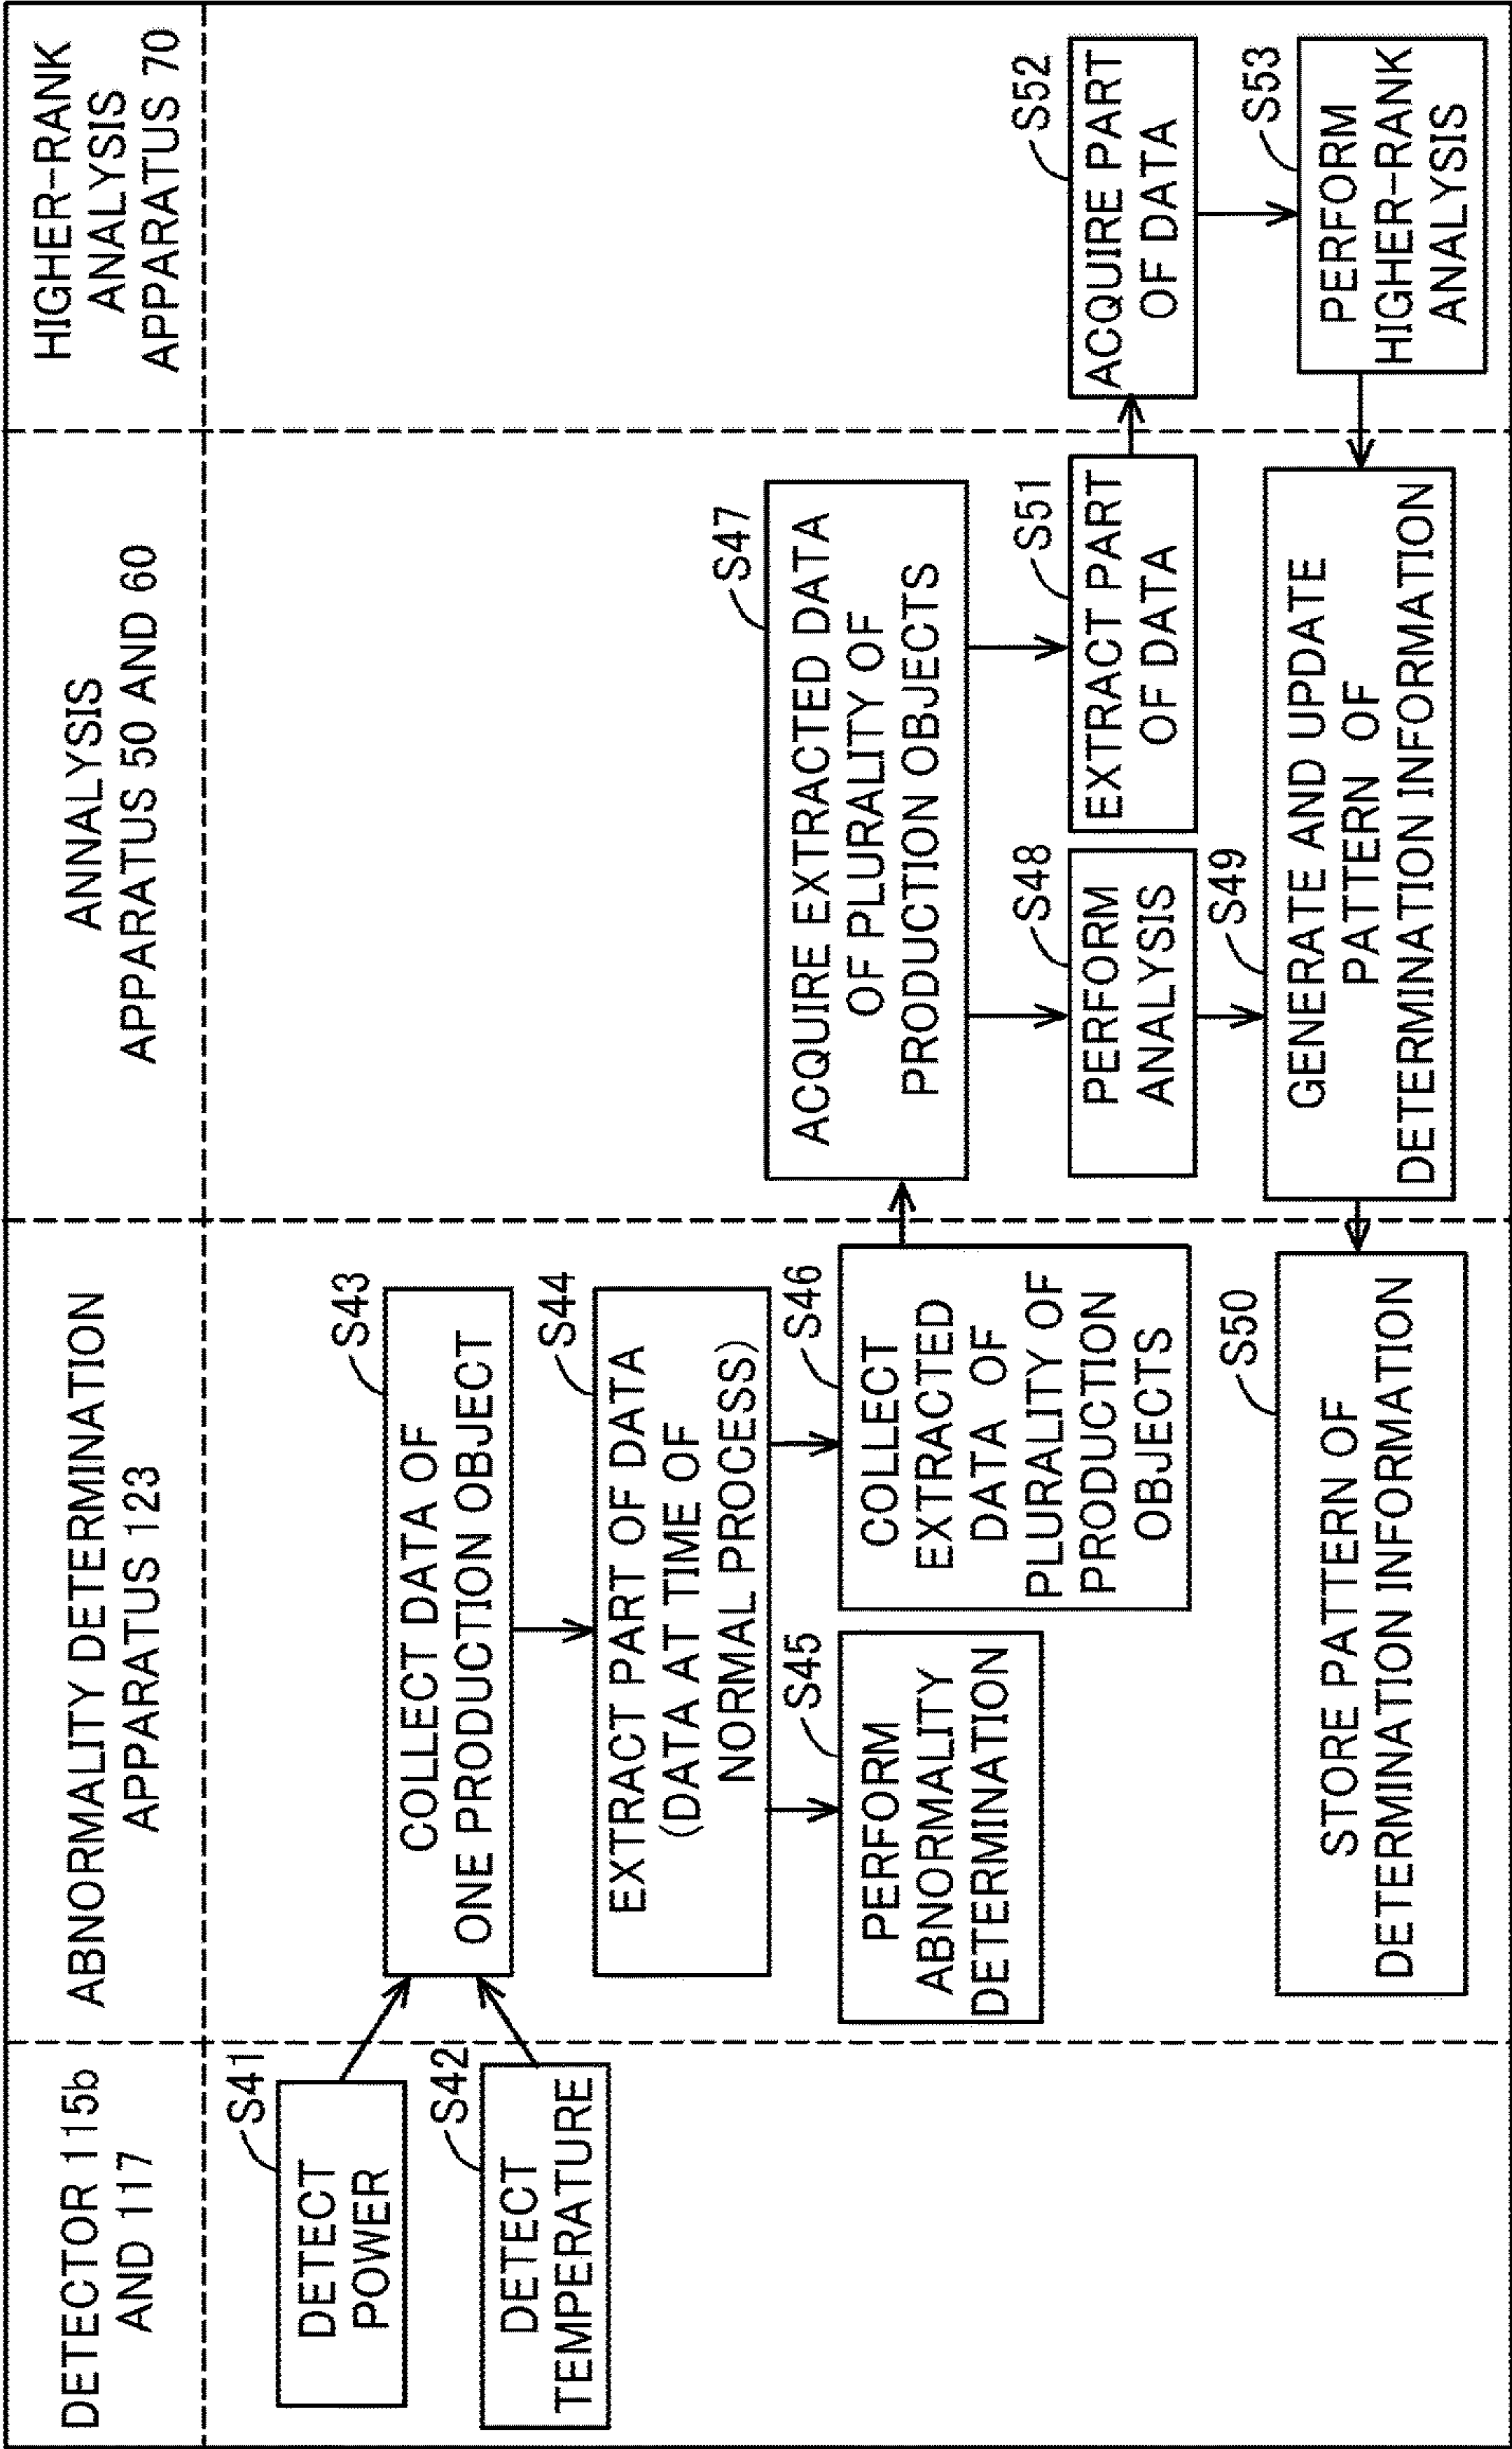 DETECTOR 115b
AND 117
ABNORMALITY DETERMINATION
APPARATUS 123
ANNALYSIS
APPARATUS 50 AND 60
HIGHER-RANK
ANALYSIS
APPARATUS 70
S41
DETECT
POWER
S42
DETECT
TEMPERATURE
S43
COLLECT DATA OF
ONE PRODUCTION OBJECT
S44
EXTRACT PART OF DATA
(DATA AT TIME OF
NORMAL PROCESS)
S45
PERFORM
ABNORMALITY
DETERMINATION
S46
COLLECT
EXTRACTED
DATA OF
PLURALITY OF
PRODUCTION
OBJECTS
S47
ACQUIRE EXTRACTED DATA
OF PLURALITY OF
PRODUCTION OBJECTS
S48
PERFORM
ANALYSIS
S51
EXTRACT PART
OF DATA
S52
ACQUIRE PART
OF DATA
S53
PERFORM
HIGHER-RANK
ANALYSIS
S49
GENERATE AND UPDATE
PATTERN OF
DETERMINATION INFORMATION
S50
STORE PATTERN OF
DETERMINATION INFORMATION